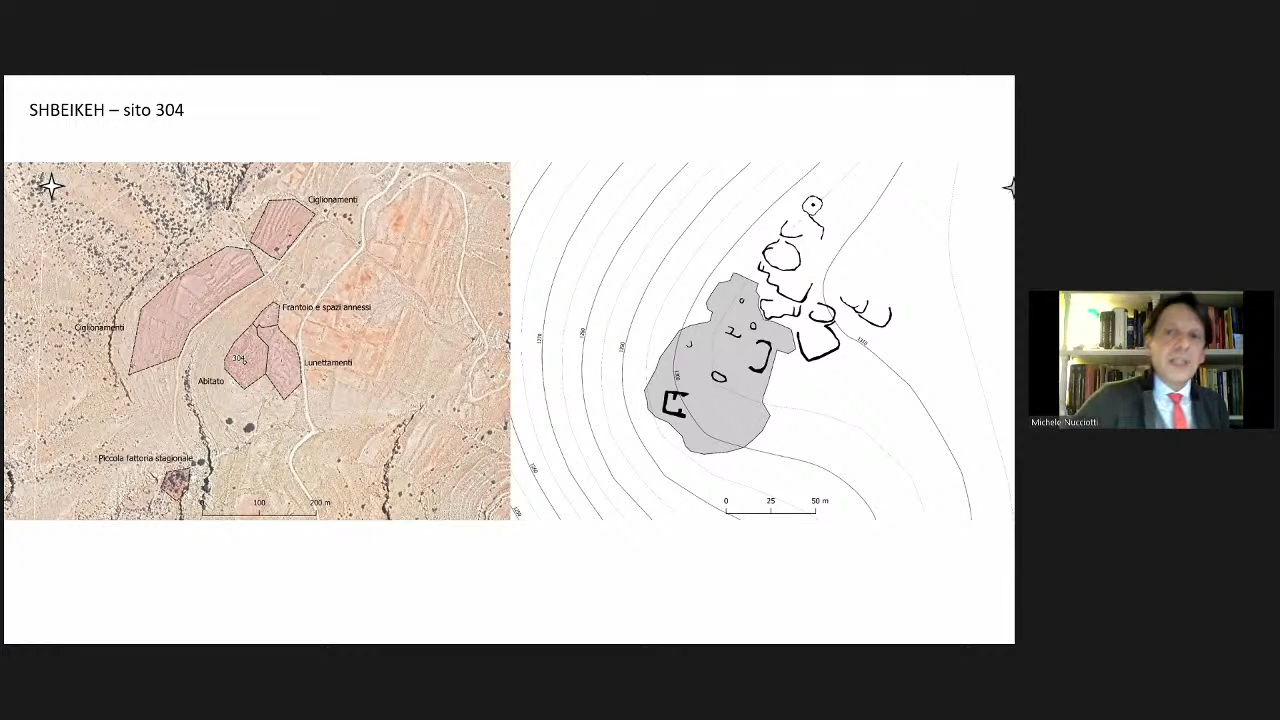 SHBEIKEH – sito 304
Ciglionamenti
Frantoio e spazi annessi
Ciglionamenti
304
Lunettamenti
Abitato
Piccola fattoria stagionale
100
200 m
0
25
50 m
Michele Nucciotti